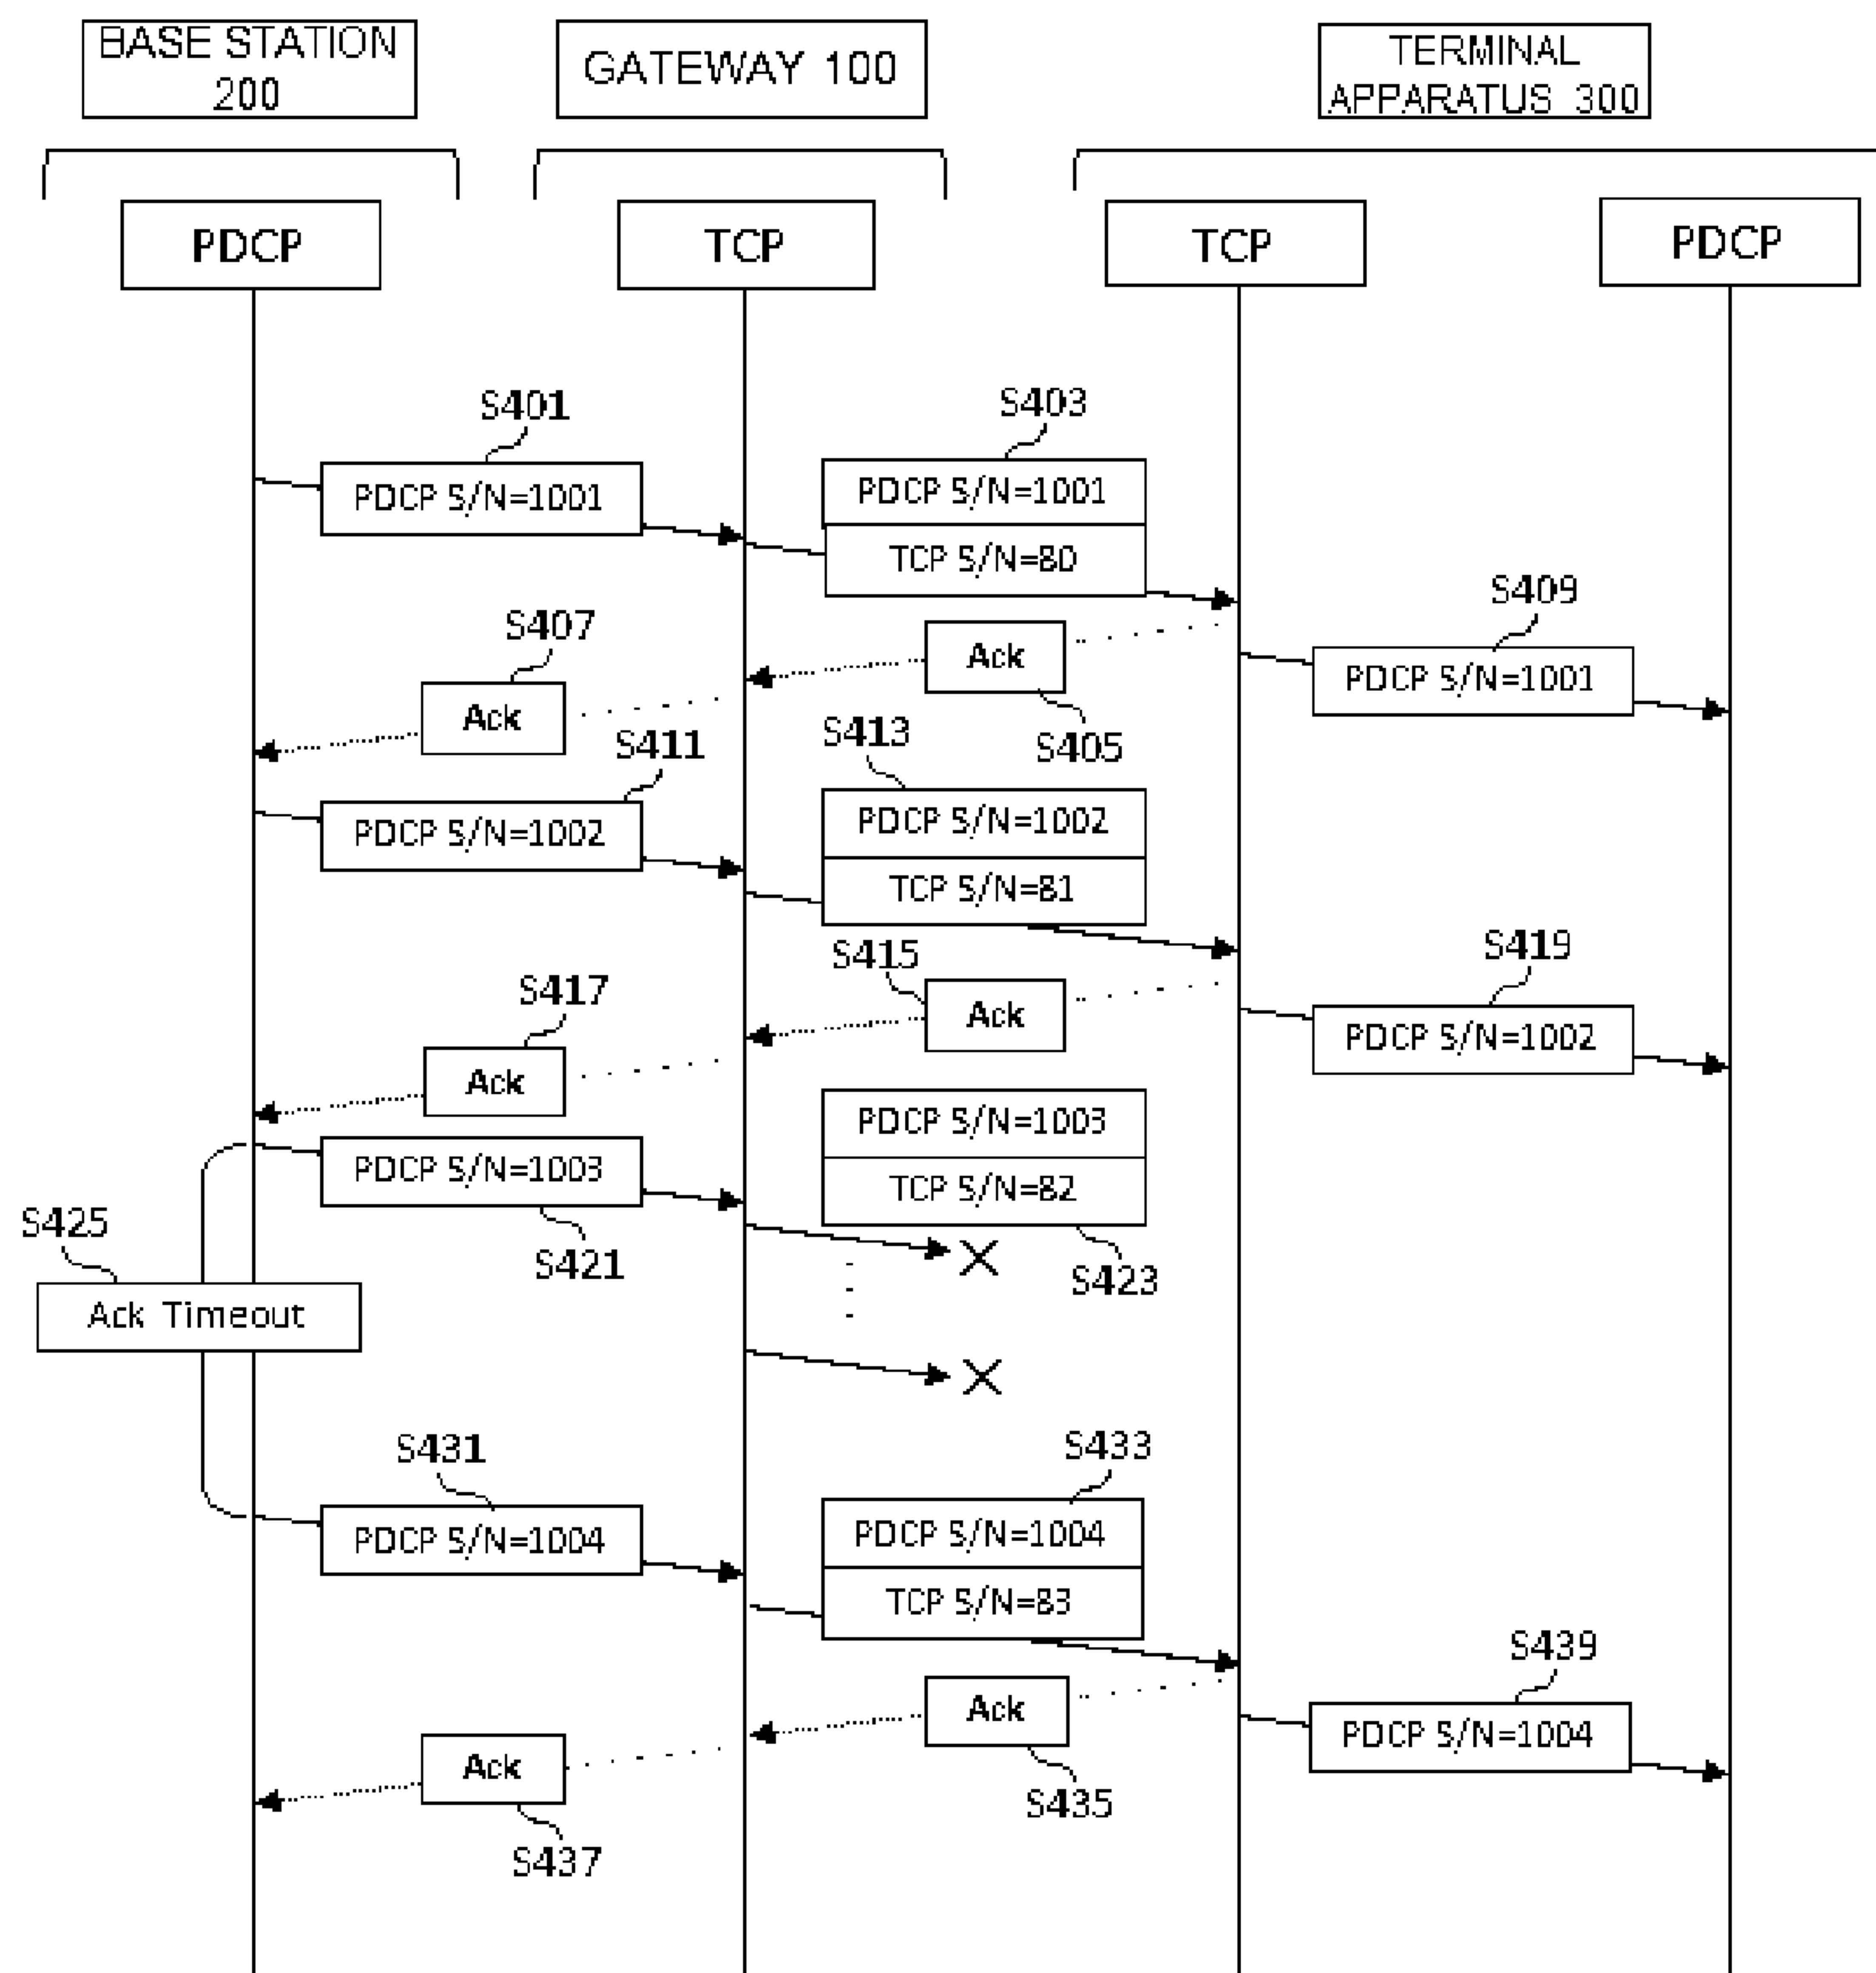 BASE STATION
200
GATEWAY 100
TERMINAL
APPARATUS 300
PDCP
TCP
TCP
PDCP
S401
PDCP S/N=1001
S403
PDCP S/N=1001
TCP S/N=80
S407
Ack
Ack
S405
S409
PDCP S/N=1001
S411
PDCP S/N=1002
S413
PDCP S/N=1002
TCP S/N=81
S415
Ack
S417
Ack
S419
PDCP S/N=1002
PDCP S/N=1003
S421
PDCP S/N=1003
TCP S/N=82
S423
S425
Ack Timeout
S431
PDCP S/N=1004
S433
PDCP S/N=1004
TCP S/N=83
Ack
S435
S439
PDCP S/N=1004
Ack
S437